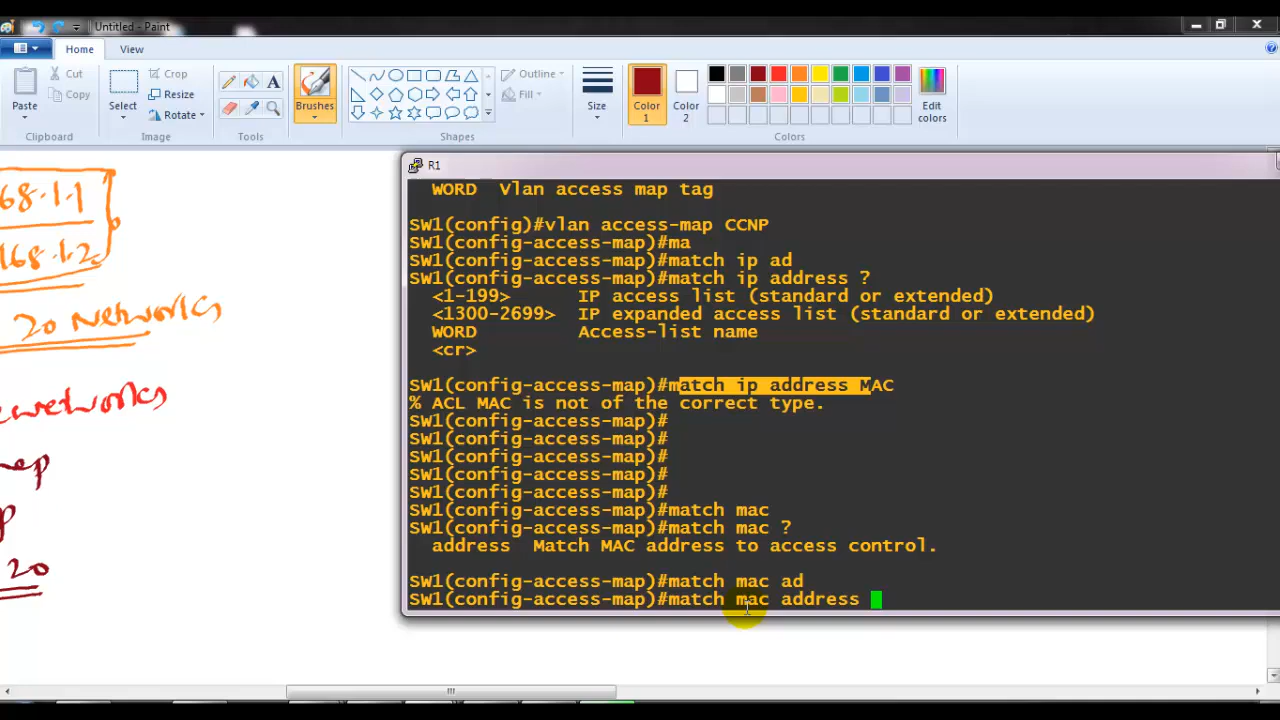 Untitled - Paint
Home
View
Paste
Cut
Copy
Clipboard
Select
Crop
Resize
Rotate
Image
A
Tools
Brushes
Outline
Fill
Shapes
Size
Color 1
Color 2
Edit colors
Colors
68.1.1
168.1.2
20 Networks
R1
WORD Vlan access map tag
SW1(config)#vlan access-map CCNP
SW1(config-access-map)#ma
SW1(config-access-map)#match ip ad
SW1(config-access-map)#match ip address ?
<1-199> IP access list (standard or extended)
<1300-2699> IP expanded access list (standard or extended)
WORD Access-list name
<cr>
SW1(config-access-map)#match ip address MAC
% ACL MAC is not of the correct type.
SW1(config-access-map)#
SW1(config-access-map)#
SW1(config-access-map)#
SW1(config-access-map)#
SW1(config-access-map)#
SW1(config-access-map)#match mac
SW1(config-access-map)#match mac ?
address Match MAC address to access control.
SW1(config-access-map)#match mac ad
SW1(config-access-map)#match mac address
20